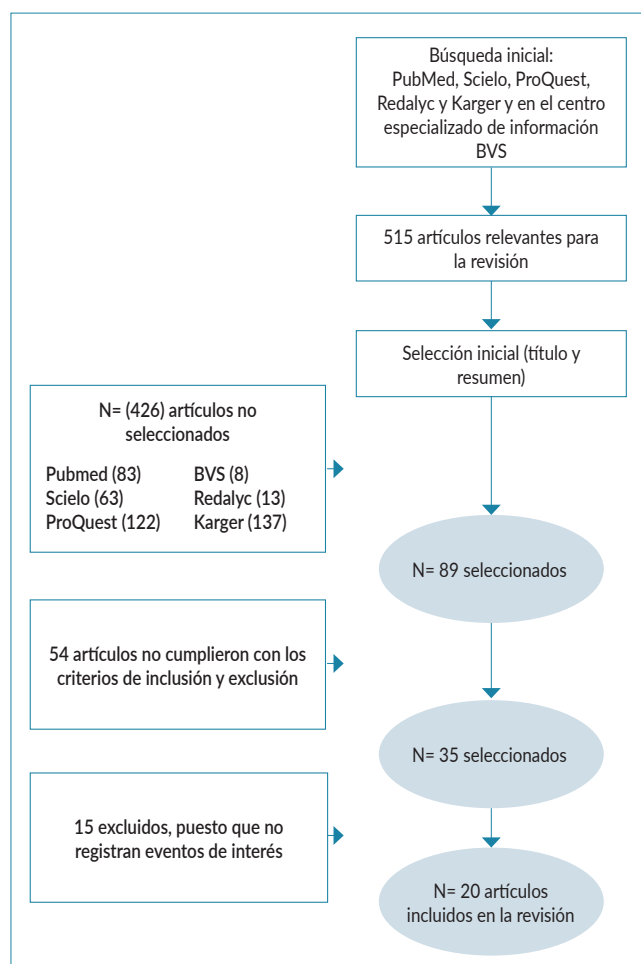 Búsqueda inicial:
PubMed, Scielo, ProQuest,
Redalyc y Karger y en el centro
especializado de información
BVS
515 artículos relevantes para
la revisión
Selección inicial (título y
resumen)
N= (426) artículos no
seleccionados
Pubmed (83) BVS (8)
Scielo (63) Redalyc (13)
ProQuest (122) Karger (137)
N= 89 seleccionados
54 artículos no cumplieron con los
criterios de inclusión y exclusión
N= 35 seleccionados
15 excluidos, puesto que no
registran eventos de interés
N= 20 artículos
incluidos en la revisión